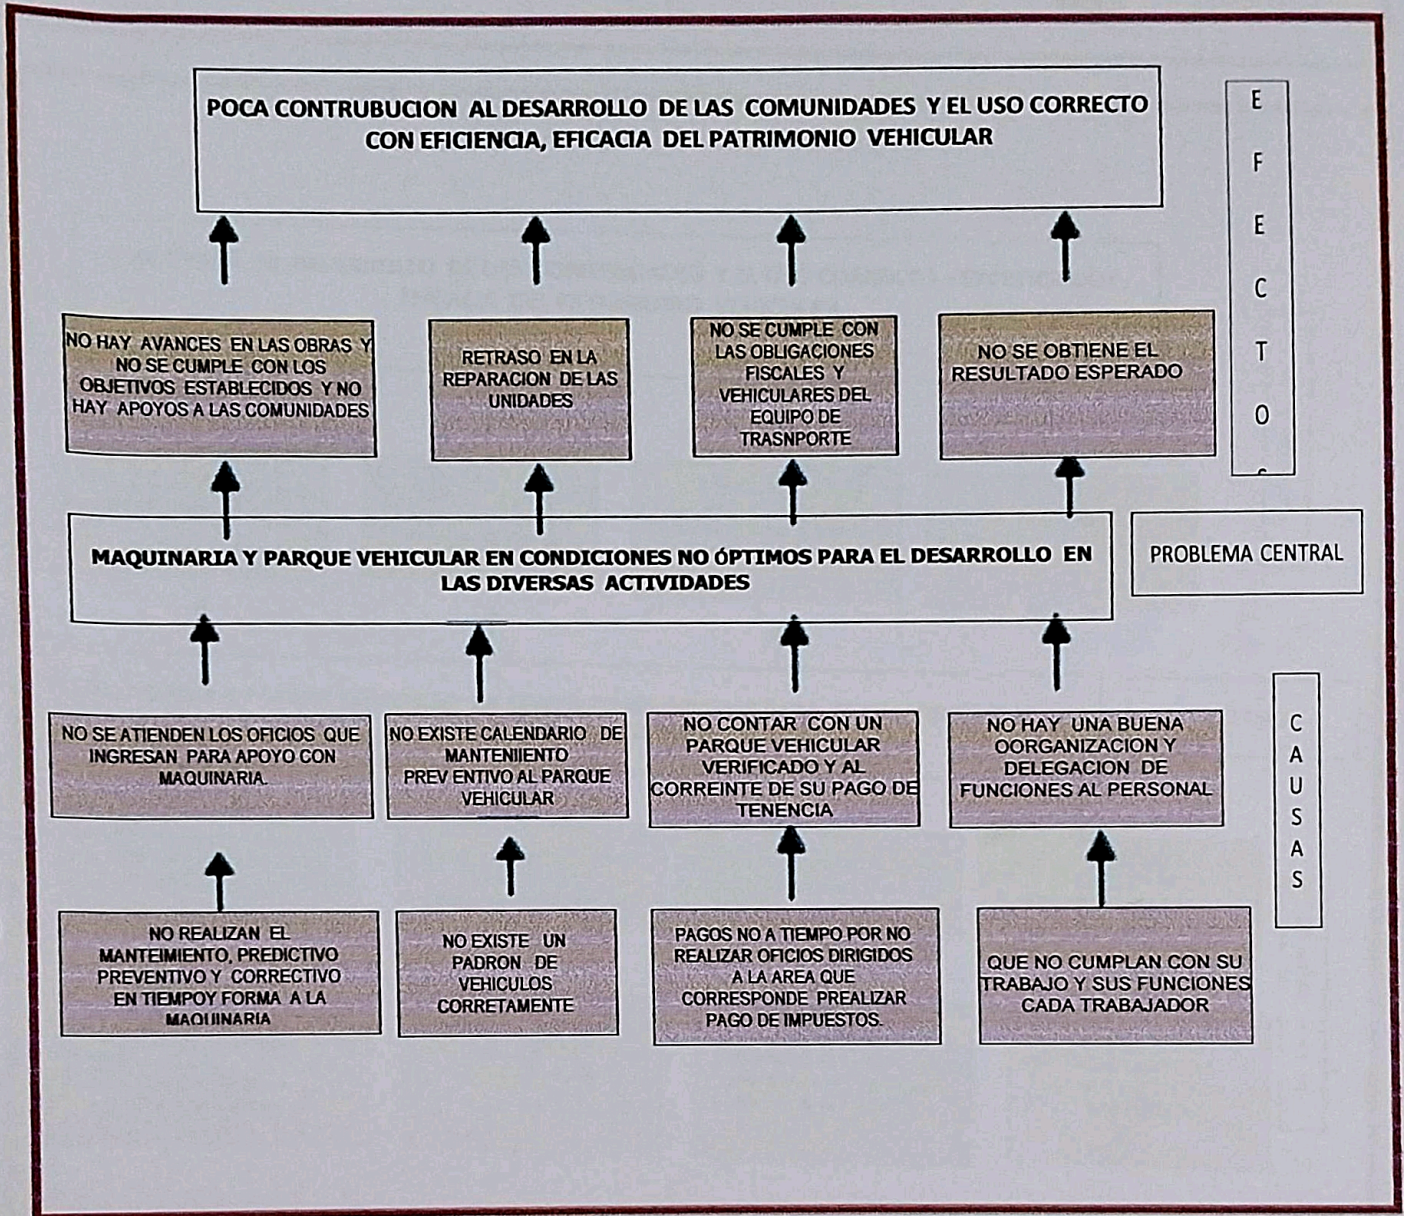 POCA CONTRUBUCION AL DESARROLLO DE LAS COMUNIDADES Y EL USO CORRECTO
CON EFICIENCIA, EFICACIA DEL PATRIMONIO VEHICULAR
E
F
E
C
T
O
NO HAY AVANCES EN LAS OBRAS Y
NO SE CUMPLE CON LOS
OBJETIVOS ESTABLECIDOS Y NO
HAY APOYOS A LAS COMUNIDADES
RETRASO EN LA
REPARACION DE LAS
UNIDADES
NO SE CUMPLE CON
LAS OBLIGACIONES
FISCALES Y
VEHICULARES DEL
EQUIPO DE
TRASNPORTE
NO SE OBTIENE EL
RESULTADO ESPERADO
MAQUINARIA Y PARQUE VEHICULAR EN CONDICIONES NO ÓPTIMOS PARA EL DESARROLLO EN
LAS DIVERSAS ACTIVIDADES
PROBLEMA CENTRAL
NO SE ATIENDEN LOS OFICIOS QUE
INGRESAN PARA APOYO CON
MAQUINARIA.
NO EXISTE CALENDARIO DE
MANTENIIENTO
PREV ENTIVO AL PARQUE
VEHICULAR
NO CONTAR CON UN
PARQUE VEHICULAR
VERIFICADO Y AL
CORREINTE DE SU PAGO DE
TENENCIA
NO HAY UNA BUENA
OORGANIZACION Y
DELEGACION DE
FUNCIONES AL PERSONAL
C
A
U
S
A
S
NO REALIZAN EL
MANTEIMIENTO, PREDICTIVO
PREVENTIVO Y CORRECTIVO
EN TIEMPOY FORMA A LA
MAQUINARIA
NO EXISTE UN
PADRON DE
VEHICULOS
CORRETAMENTE
PAGOS NO A TIEMPO POR NO
REALIZAR OFICIOS DIRIGIDOS
A LA AREA QUE
CORRESPONDE PREALIZAR
PAGO DE IMPUESTOS.
QUE NO CUMPLAN CON SU
TRABAJO Y SUS FUNCIONES
CADA TRABAJADOR